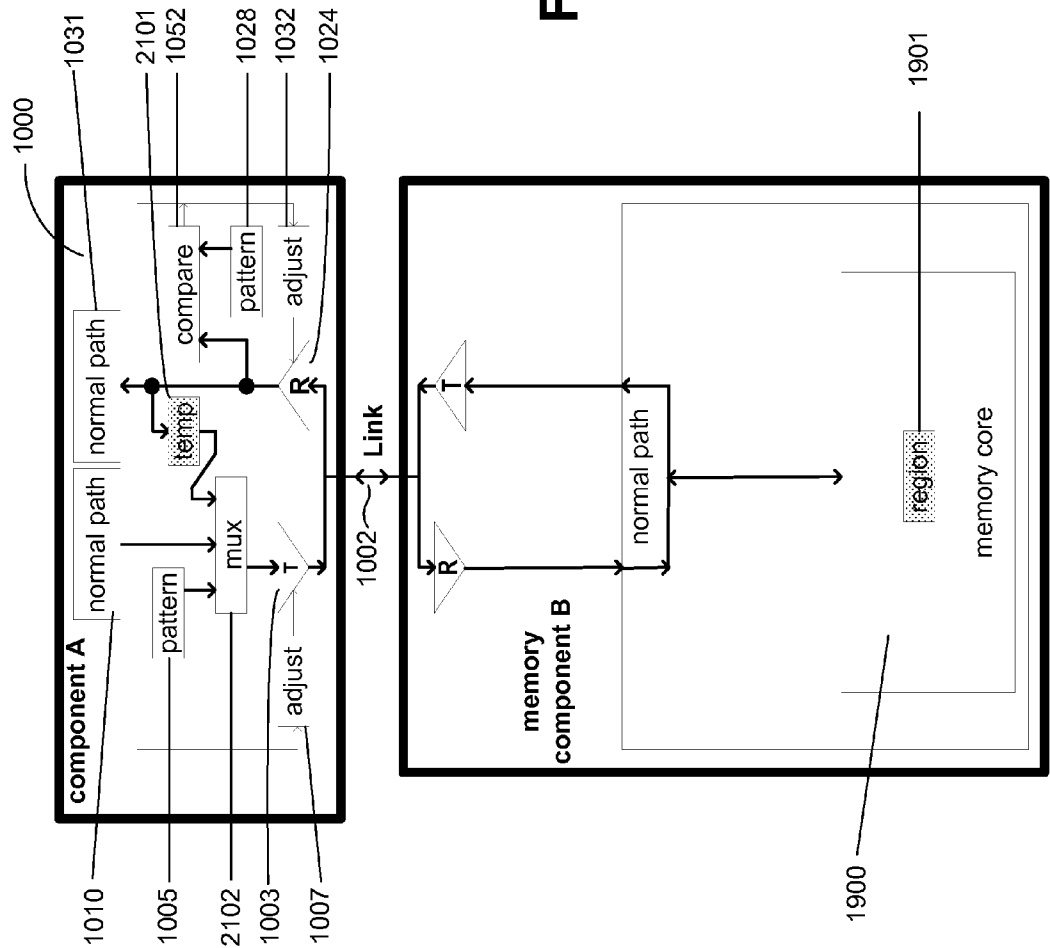 1000
1031
2101
1052
1028
1032
1024
component A
normal path
normal path
pattern
temp
compare
pattern
mux
T
R
adjust
adjust
1010
1005
2102
1003
1007
1002
Link
F
memory
component B
R
T
normal path
region
memory core
1900
1901